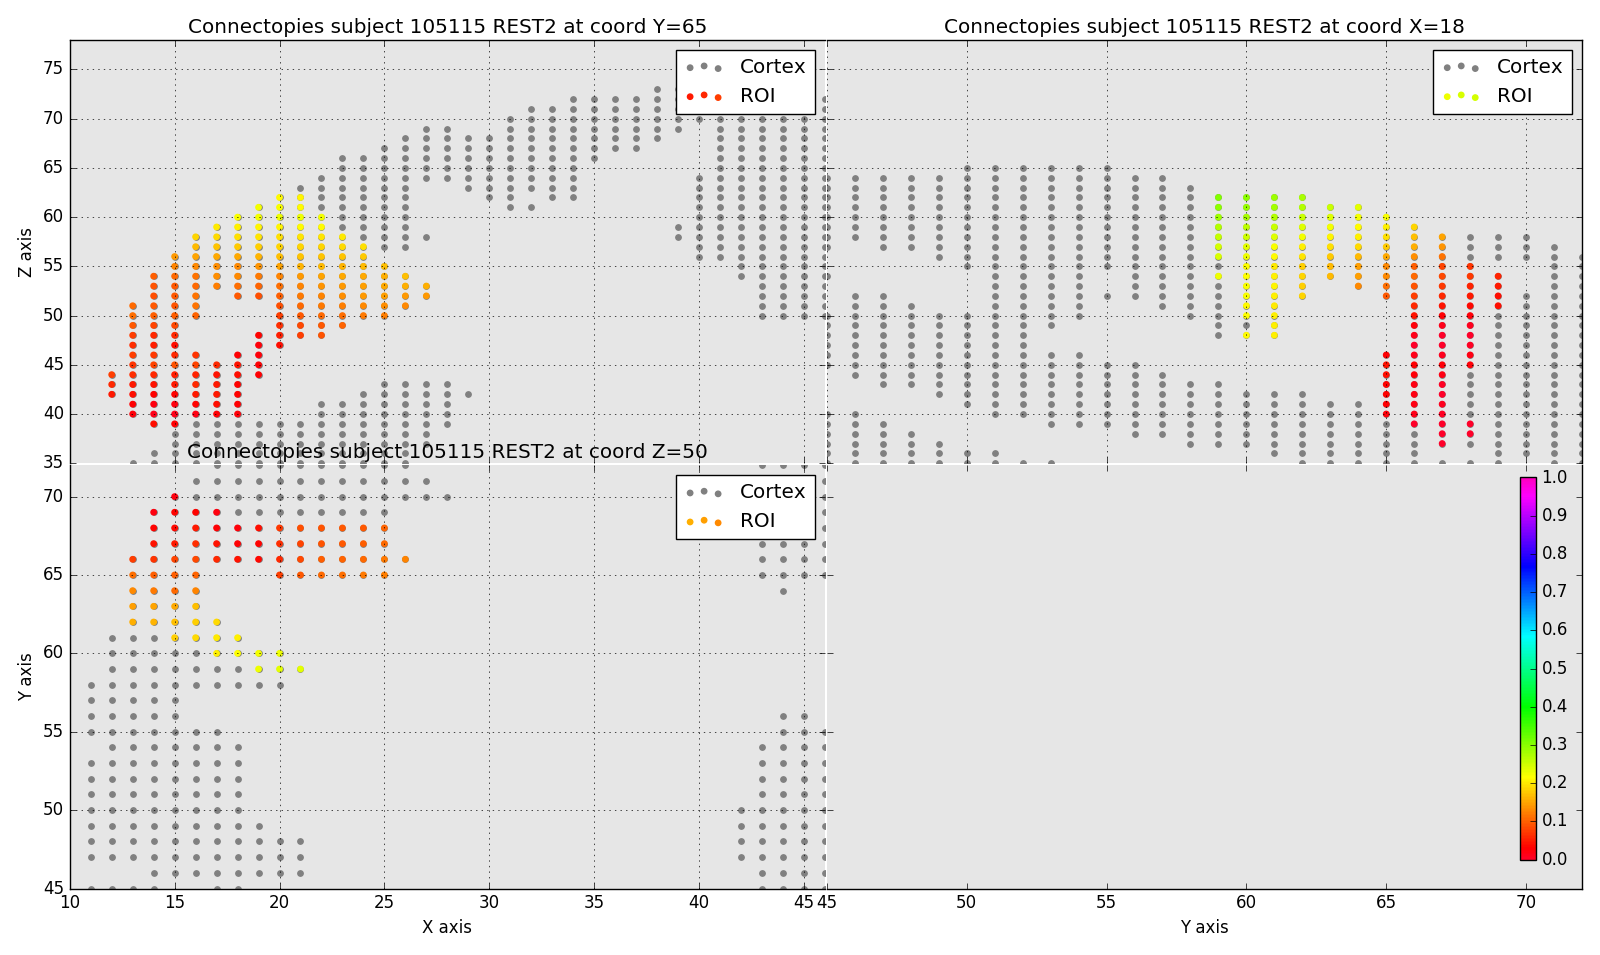 Connectopies subject 105115 REST2 at coord Y=65
Connectopies subject 105115 REST2 at coord X=18
75
70
65
60
55
50
45
40
35
Z axis
Cortex
ROI
Cortex
ROI
Connectopies subject 105115 REST2 at coord Z=50
70
65
60
55
50
45
Y axis
Cortex
ROI
1.0
0.9
0.8
0.7
0.6
0.5
0.4
0.3
0.2
0.1
0.0
10 15 20 25 30 35 40 45
45 50 55 60 65 70
X axis
Y axis